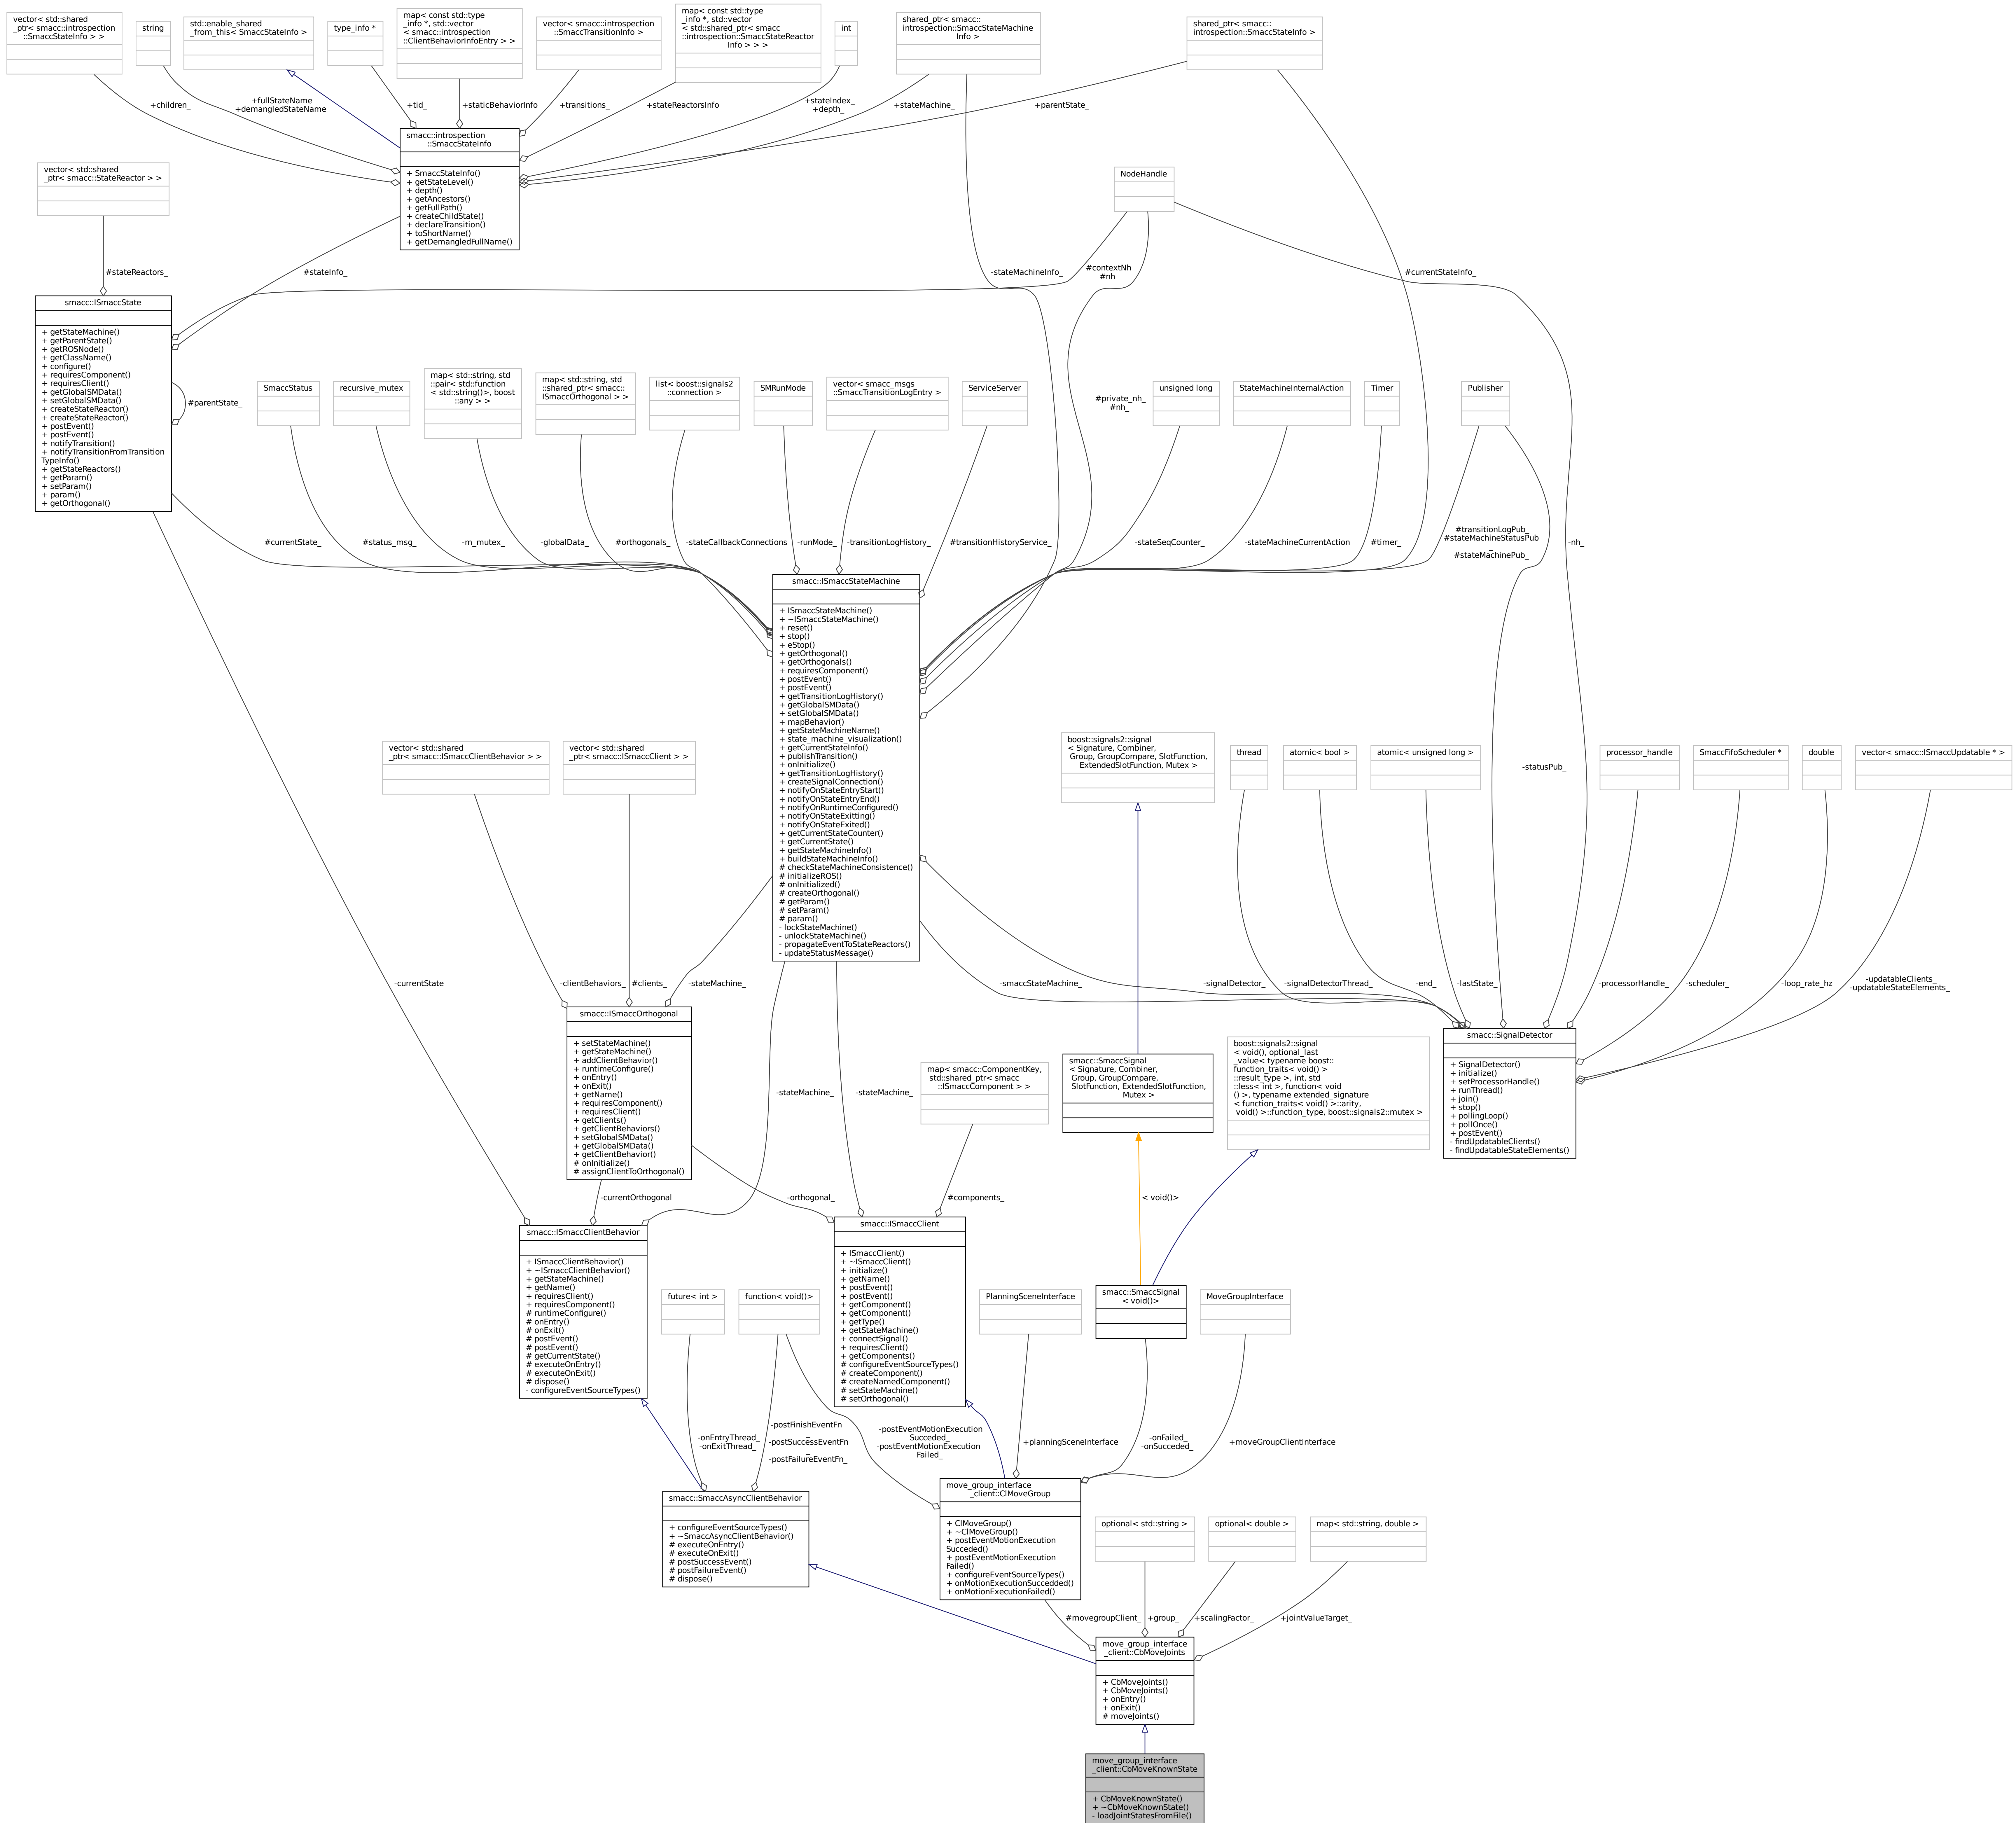 vector< std::shared
_ptr< smacc::introspection
::SmaccStateInfo > >
string
std::enable_shared
_from_this< SmaccStateInfo >
type_info *
map< const std::type
_info *, std::vector
< smacc::introspection
::ClientBehaviorInfoEntry > >
vector< smacc::introspection
::SmaccTransitionInfo >
map< const std::type
_info *, std::vector
< std::shared_ptr< smacc
::introspection::SmaccStateReactor
Info > > >
int
shared_ptr< smacc::
introspection::SmaccStateMachine
Info >
shared_ptr< smacc::
introspection::SmaccStateInfo >
+children_
+fullStateName
+demangledStateName
+tid_
+staticBehaviorInfo
+transitions_
+stateReactorsInfo
+stateIndex_
+depth_
+stateMachine_
+parentState_
smacc::introspection
::SmaccStateInfo
+ SmaccStateInfo()
+ getStateLevel()
+ depth()
+ getAncestors()
+ getFullPath()
+ createChildState()
+ declareTransition()
+ toShortName()
+ getDemangledFullName()
vector< std::shared
_ptr< smacc::StateReactor > >
NodeHandle
#stateReactors_
#stateInfo_
-stateMachineInfo_
#contextNh
#nh
#currentStateInfo_
smacc::ISmaccState
+ getStateMachine()
+ getParentState()
+ getROSNode()
+ getClassName()
+ configure()
+ requiresComponent()
+ requiresClient()
+ getGlobalSMData()
+ setGlobalSMData()
+ createStateReactor()
+ createStateReactor()
+ postEvent()
+ postEvent()
+ notifyTransition()
+ notifyTransitionFromTransition
TypeInfo()
+ getStateReactors()
+ getParam()
+ setParam()
+ param()
+ getOrthogonal()
#parentState_
SmaccStatus
recursive_mutex
map< std::string, std
::pair< std::function
< std::string()>, boost
::any > >
map< std::string, std
::shared_ptr< smacc::
ISmaccOrthogonal > >
list< boost::signals2
::connection >
SMRunMode
vector< smacc_msgs
::SmaccTransitionLogEntry >
ServiceServer
#private_nh_
#nh_
unsigned long
StateMachineInternalAction
Timer
Publisher
#currentState_
#status_msg_
-m_mutex_
-globalData_
#orthogonals_
-stateCallbackConnections
-runMode_
-transitionLogHistory_
#transitionHistoryService_
-stateSeqCounter_
-stateMachineCurrentAction
#timer_
#transitionLogPub_
#stateMachineStatusPub
_
#stateMachinePub_
-nh_
smacc::ISmaccStateMachine
+ ISmaccStateMachine()
+ ~ISmaccStateMachine()
+ reset()
+ stop()
+ eStop()
+ getOrthogonal()
+ getOrthogonals()
+ requiresComponent()
+ postEvent()
+ postEvent()
+ getTransitionLogHistory()
+ getGlobalSMData()
+ setGlobalSMData()
+ mapBehavior()
+ getStateMachineName()
+ state_machine_visualization()
+ getCurrentStateInfo()
+ publishTransition()
+ onInitialize()
+ getTransitionLogHistory()
+ createSignalConnection()
+ notifyOnStateEntryStart()
+ notifyOnStateEntryEnd()
+ notifyOnRuntimeConfigured()
+ notifyOnStateExitting()
+ notifyOnStateExited()
+ getCurrentStateCounter()
+ getCurrentState()
+ getStateMachineInfo()
+ buildStateMachineInfo()
# checkStateMachineConsistence()
# initializeROS()
# onInitialized()
# createOrthogonal()
# getParam()
# setParam()
# param()
- lockStateMachine()
- unlockStateMachine()
- propagateEventToStateReactors()
- updateStatusMessage()
vector< std::shared
_ptr< smacc::ISmaccClientBehavior > >
vector< std::shared
_ptr< smacc::ISmaccClient > >
boost::signals2::signal
< Signature, Combiner,
Group, GroupCompare, SlotFunction,
ExtendedSlotFunction, Mutex >
thread
atomic< bool >
atomic< unsigned long >
-statusPub_
processor_handle
SmaccFifoScheduler *
double
vector< smacc::ISmaccUpdatable * >
-currentState
-clientBehaviors_
#clients_
-stateMachine_
-smaccStateMachine_
-signalDetector_
-signalDetectorThread_
-end_
-lastState_
-processorHandle_
-scheduler_
-loop_rate_hz
-updatableClients_
-updatableStateElements_
smacc::ISmaccOrthogonal
+ setStateMachine()
+ getStateMachine()
+ addClientBehavior()
+ runtimeConfigure()
+ onEntry()
+ onExit()
+ getName()
+ requiresComponent()
+ requiresClient()
+ getClients()
+ getClientBehaviors()
+ setGlobalSMData()
+ getGlobalSMData()
+ getClientBehavior()
# onInitialize()
# assignClientToOrthogonal()
smacc::SignalDetector
+ SignalDetector()
+ initialize()
+ setProcessorHandle()
+ runThread()
+ join()
+ stop()
+ pollingLoop()
+ pollOnce()
+ postEvent()
- findUpdatableClients()
- findUpdatableStateElements()
smacc::SmaccSignal
< Signature, Combiner,
Group, GroupCompare,
SlotFunction, ExtendedSlotFunction,
Mutex >
boost::signals2::signal
< void(), optional_last
_value< typename boost::
function_traits< void() >
::result_type >, int, std
::less< int >, function< void
() >, typename extended_signature
< function_traits< void() >::arity,
void() >::function_type, boost::signals2::mutex >
-stateMachine_
-stateMachine_
map< smacc::ComponentKey,
std::shared_ptr< smacc
::ISmaccComponent > >
-currentOrthogonal
-orthogonal_
#components_
< void()>
smacc::ISmaccClientBehavior
+ ISmaccClientBehavior()
+ ~ISmaccClientBehavior()
+ getStateMachine()
+ getName()
+ requiresClient()
+ requiresComponent()
# runtimeConfigure()
# onEntry()
# onExit()
# postEvent()
# postEvent()
# getCurrentState()
# executeOnEntry()
# executeOnExit()
# dispose()
- configureEventSourceTypes()
smacc::ISmaccClient
+ ISmaccClient()
+ ~ISmaccClient()
+ initialize()
+ getName()
+ postEvent()
+ postEvent()
+ getComponent()
+ getComponent()
+ getType()
+ getStateMachine()
+ connectSignal()
+ requiresClient()
+ getComponents()
# configureEventSourceTypes()
# createComponent()
# createNamedComponent()
# setStateMachine()
# setOrthogonal()
future< int >
function< void()>
PlanningSceneInterface
smacc::SmaccSignal
< void()>
MoveGroupInterface
-onEntryThread_
-onExitThread_
-postFinishEventFn
_
-postSuccessEventFn
_
-postFailureEventFn_
-postEventMotionExecution
Succeded_
-postEventMotionExecution
Failed_
+planningSceneInterface
-onFailed_
-onSucceded_
+moveGroupClientInterface
smacc::SmaccAsyncClientBehavior
+ configureEventSourceTypes()
+ ~SmaccAsyncClientBehavior()
# executeOnEntry()
# executeOnExit()
# postSuccessEvent()
# postFailureEvent()
# dispose()
move_group_interface
_client::ClMoveGroup
+ ClMoveGroup()
+ ~ClMoveGroup()
+ postEventMotionExecution
Succeded()
+ postEventMotionExecution
Failed()
+ configureEventSourceTypes()
+ onMotionExecutionSuccedded()
+ onMotionExecutionFailed()
optional< std::string >
optional< double >
map< std::string, double >
#movegroupClient_
+group_
+scalingFactor_
+jointValueTarget_
move_group_interface
_client::CbMoveJoints
+ CbMoveJoints()
+ CbMoveJoints()
+ onEntry()
+ onExit()
# moveJoints()
move_group_interface
_client::CbMoveKnownState
+ CbMoveKnownState()
+ ~CbMoveKnownState()
- loadJointStatesFromFile()